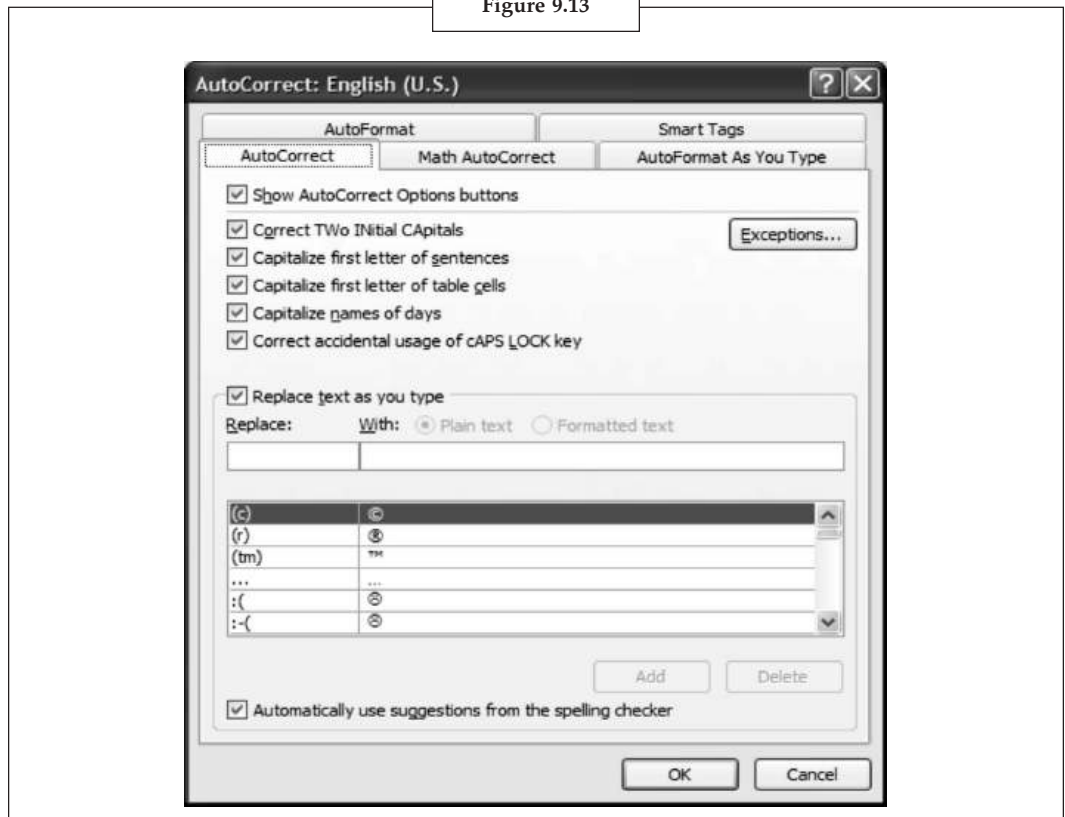 Figure 9.13
AutoCorrect: English (U.S.)
AutoFormat Smart Tags
AutoCorrect Math AutoCorrect AutoFormat As You Type
Show AutoCorrect Options buttons
Correct TWo INitial CApitals Exceptions...
Capitalize first letter of sentences
Capitalize first letter of table cells
Capitalize names of days
Correct accidental usage of cAPS LOCK key
Replace text as you type
Replace: With: Plain text Formatted text
(c) ©
(r) ®
(tm) ™
... ...
:( ☹
:-( ☹
Add Delete
Automatically use suggestions from the spelling checker
OK Cancel